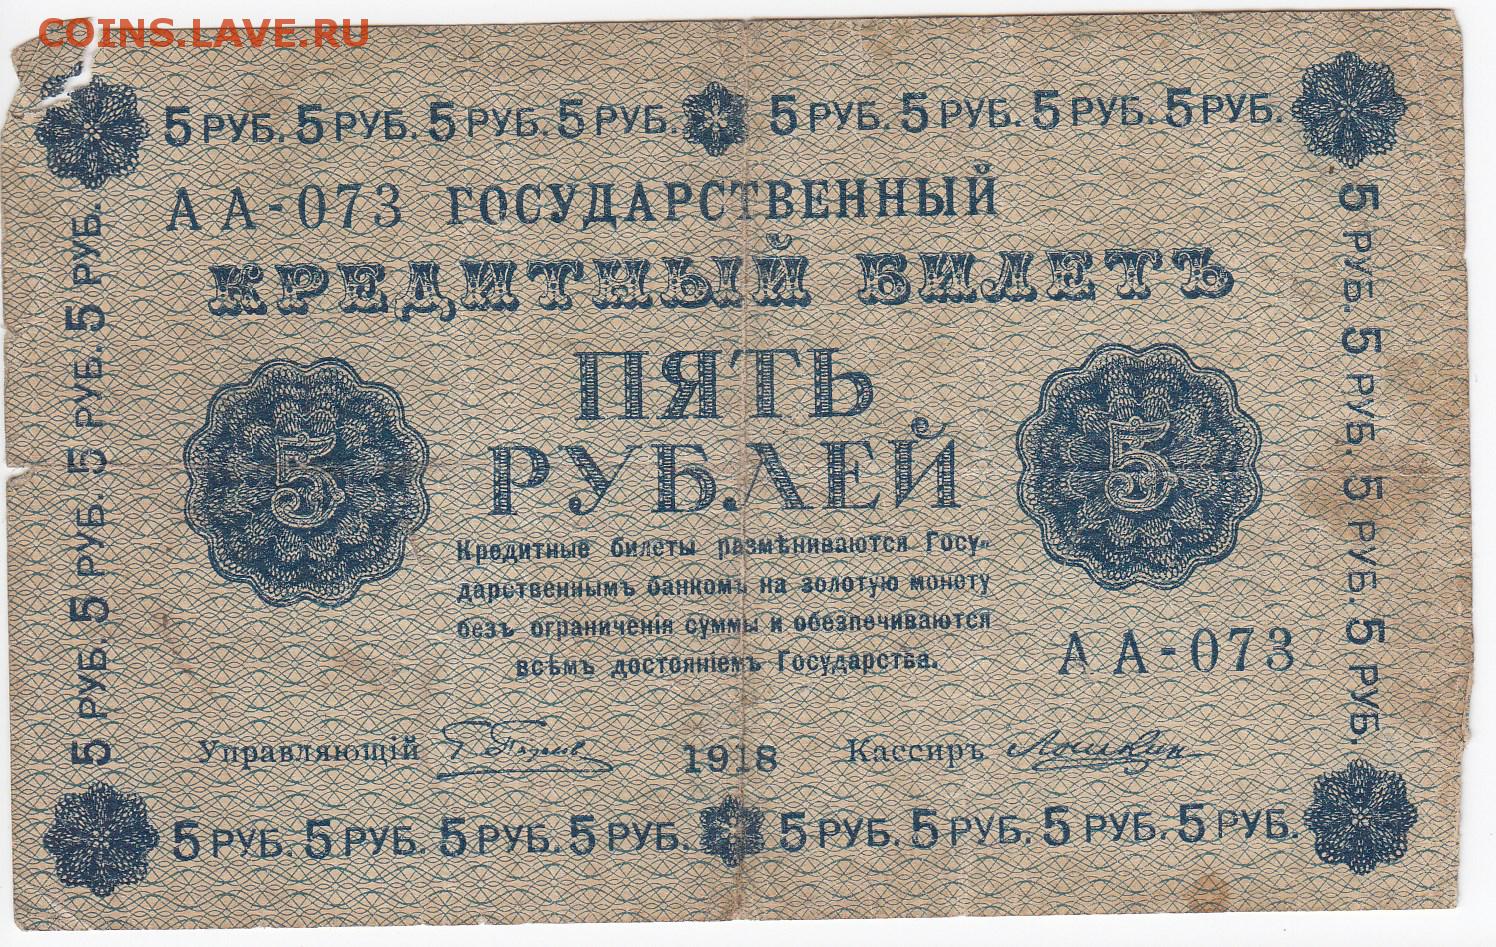 COINS.LAVE.RU
5 РУБ. 5 РУБ. 5 РУБ. 5 РУБ. 5 РУБ. 5 РУБ. 5 РУБ. 5 РУБ.
АА-073 ГОСУДАРСТВЕННЫЙ
КРЕДИТНЫЙ БИЛЕТЪ
ПЯТЬ
РУБЛЕЙ
5
5
Кредитные билеты размѣниваются Госу-
дарственнымъ банкомъ на золотую монету
безъ ограниченія суммы и обезпечиваются
всѣмъ достояніемъ Государства.
АА-073
Управляющій
1918
Кассиръ
5 РУБ. 5 РУБ. 5 РУБ. 5 РУБ. 5 РУБ. 5 РУБ. 5 РУБ. 5 РУБ.
5 РУБ. 5 РУБ. 5 РУБ. 5 РУБ.
5 РУБ. 5 РУБ. 5 РУБ. 5 РУБ.